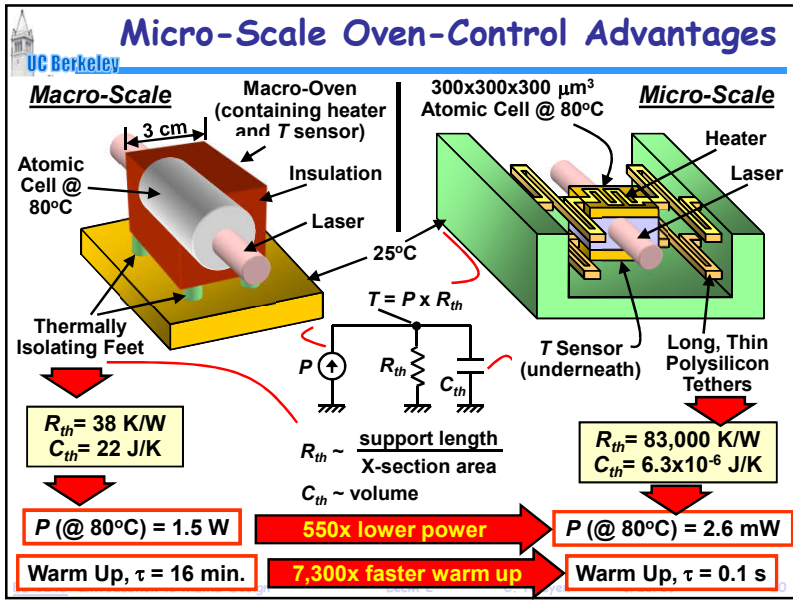 Micro-Scale Oven-Control Advantages
UC Berkeley
Macro-Scale
Macro-Oven
(containing heater
and T sensor)
3 cm
Atomic
Cell @
80°C
Insulation
Laser
Thermally
Isolating Feet
25°C
300x300x300 μm³
Atomic Cell @ 80°C
Micro-Scale
Heater
Laser
T Sensor
(underneath)
Long, Thin
Polysilicon
Tethers
T = P x Rth
P
Rth
Cth
Rth = 38 K/W
Cth = 22 J/K
Rth ~ support length
X-section area
Cth ~ volume
Rth = 83,000 K/W
Cth = 6.3x10⁻⁶ J/K
P (@ 80°C) = 1.5 W
550x lower power
P (@ 80°C) = 2.6 mW
Warm Up, τ = 16 min.
7,300x faster warm up
Warm Up, τ = 0.1 s